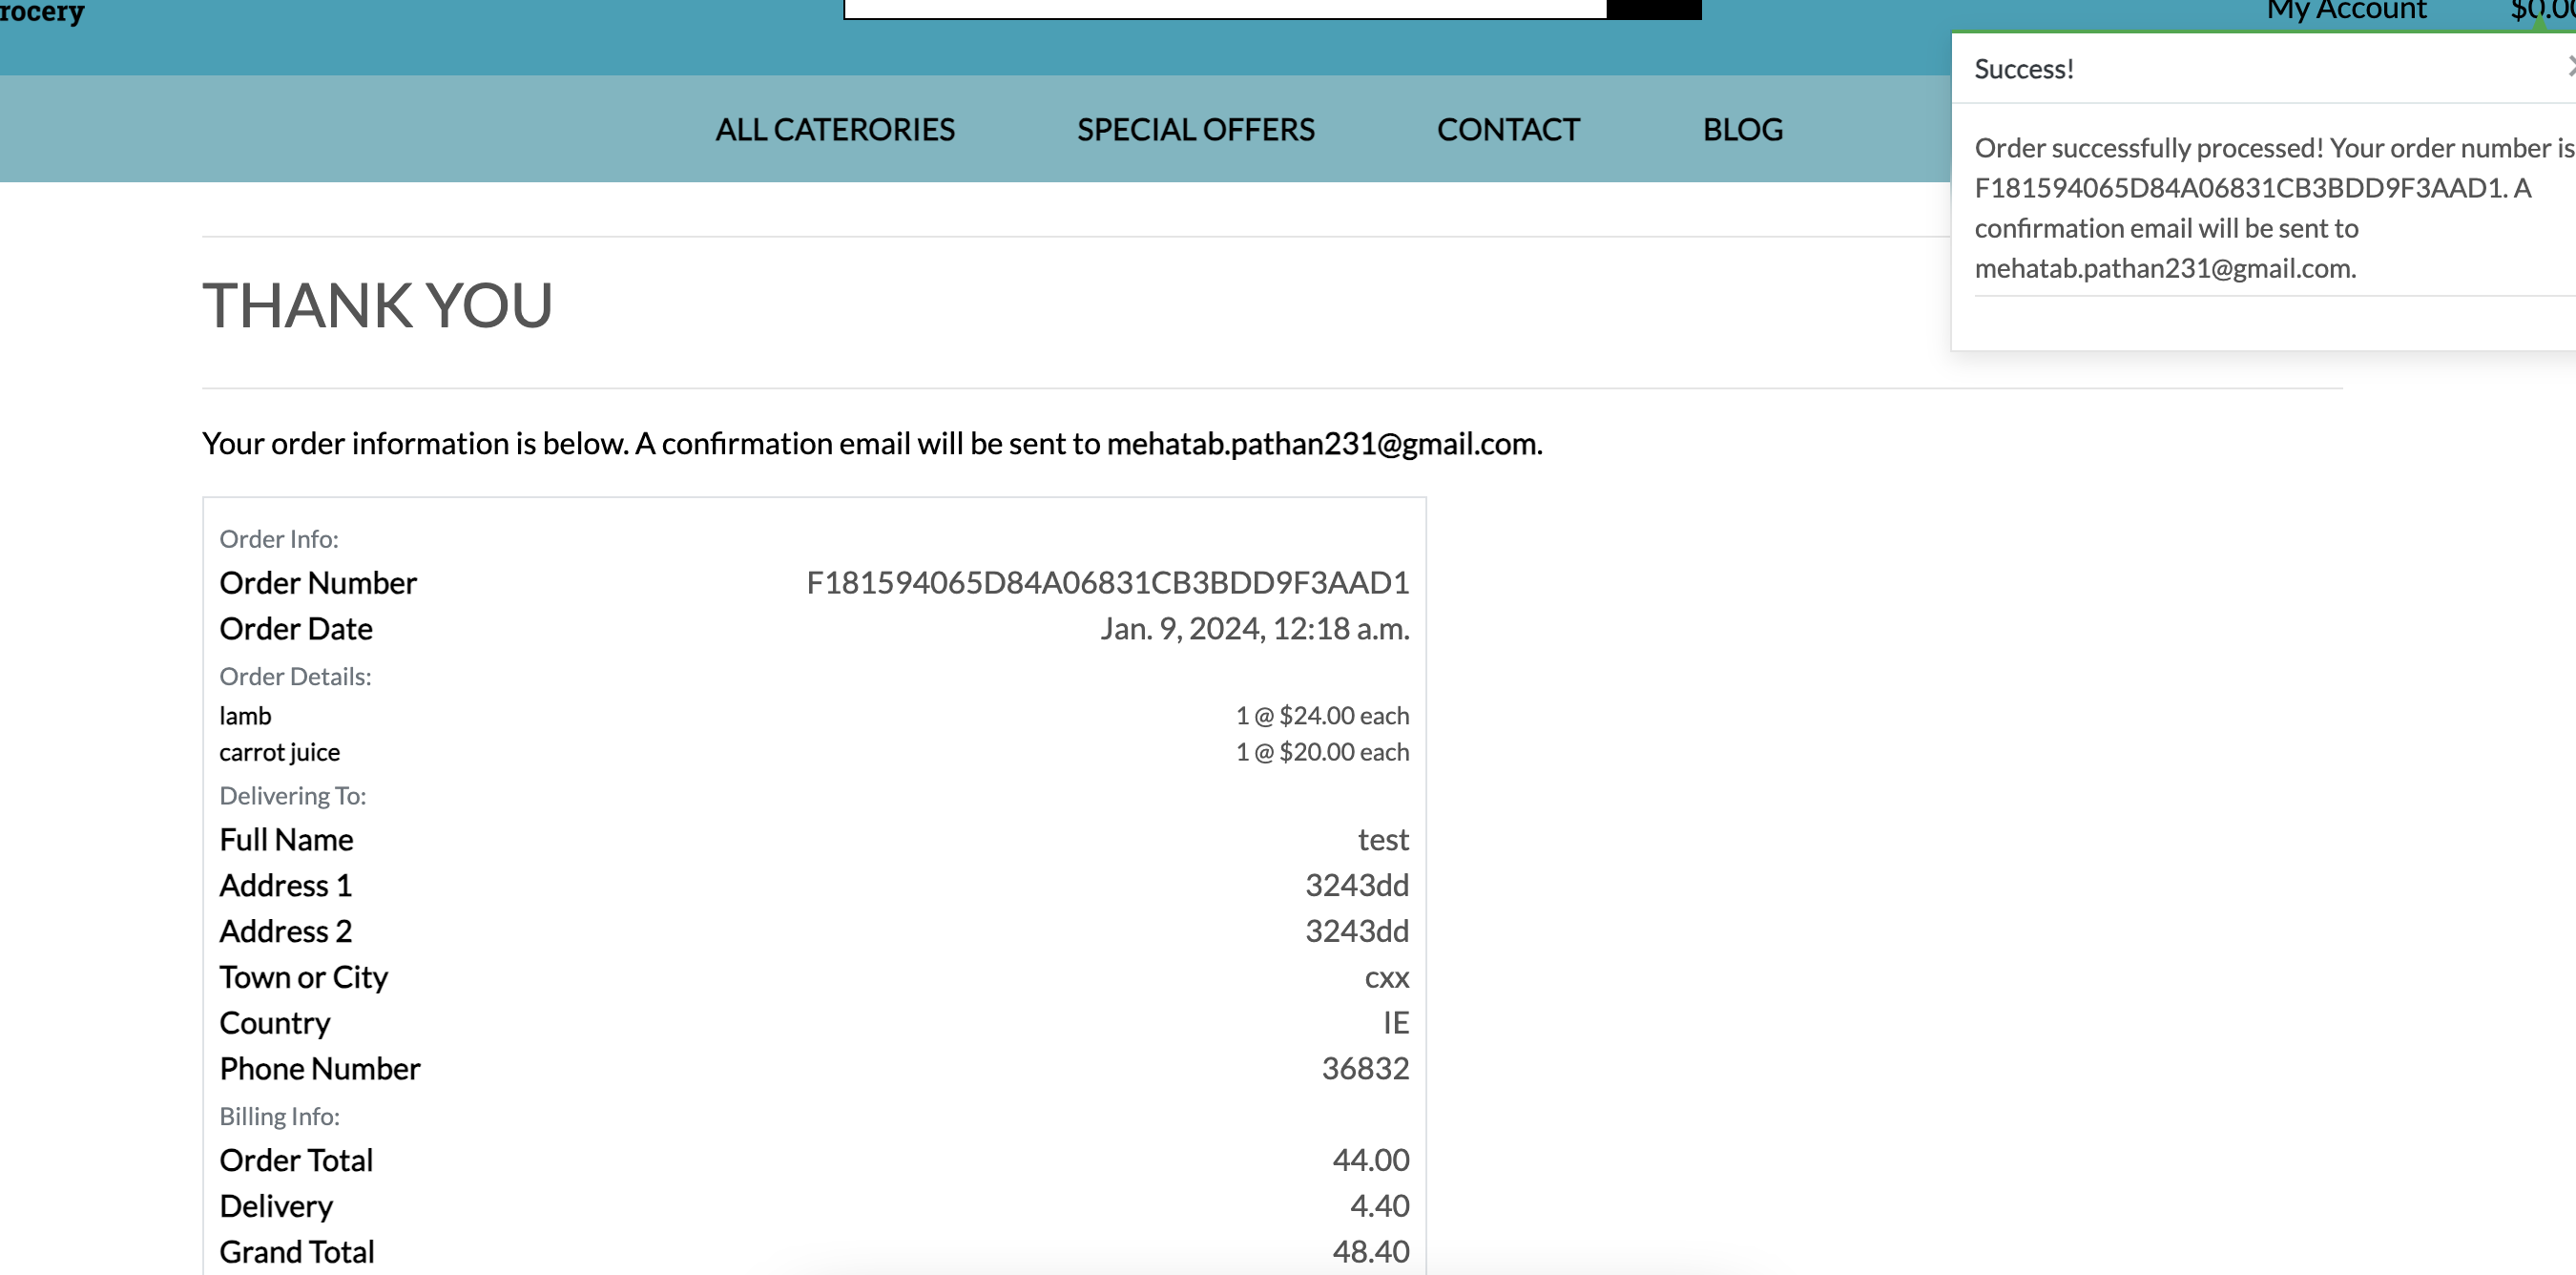 rocery
My Account $0.00
ALL CATERORIES SPECIAL OFFERS CONTACT BLOG
Success!
Order successfully processed! Your order number is
F181594065D84A06831CB3BDD9F3AAD1. A
confirmation email will be sent to
mehatab.pathan231@gmail.com.
THANK YOU
Your order information is below. A confirmation email will be sent to mehatab.pathan231@gmail.com.
Order Info:
Order Number F181594065D84A06831CB3BDD9F3AAD1
Order Date Jan. 9, 2024, 12:18 a.m.
Order Details:
lamb 1 @ $24.00 each
carrot juice 1 @ $20.00 each
Delivering To:
Full Name test
Address 1 3243dd
Address 2 3243dd
Town or City cxx
Country IE
Phone Number 36832
Billing Info:
Order Total 44.00
Delivery 4.40
Grand Total 48.40